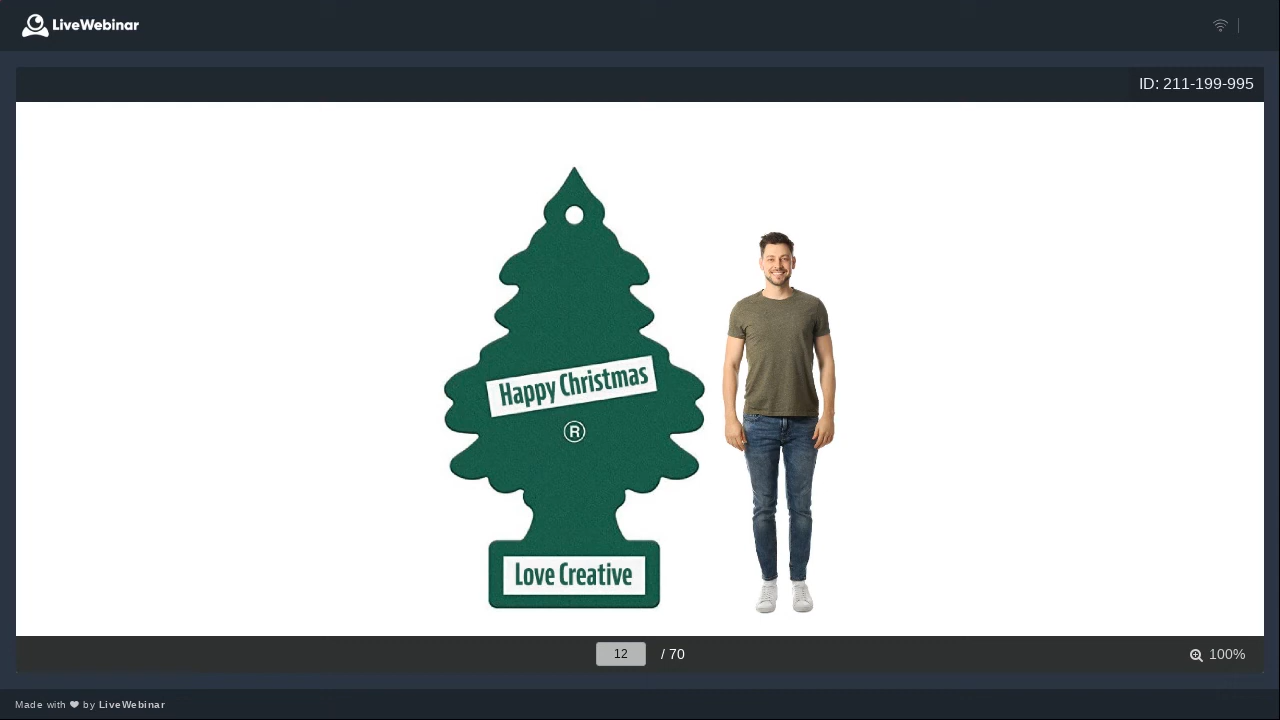 LiveWebinar
ID: 211-199-995
Happy Christmas
®
Love Creative
12 / 70
100%
Made with ❤ by LiveWebinar